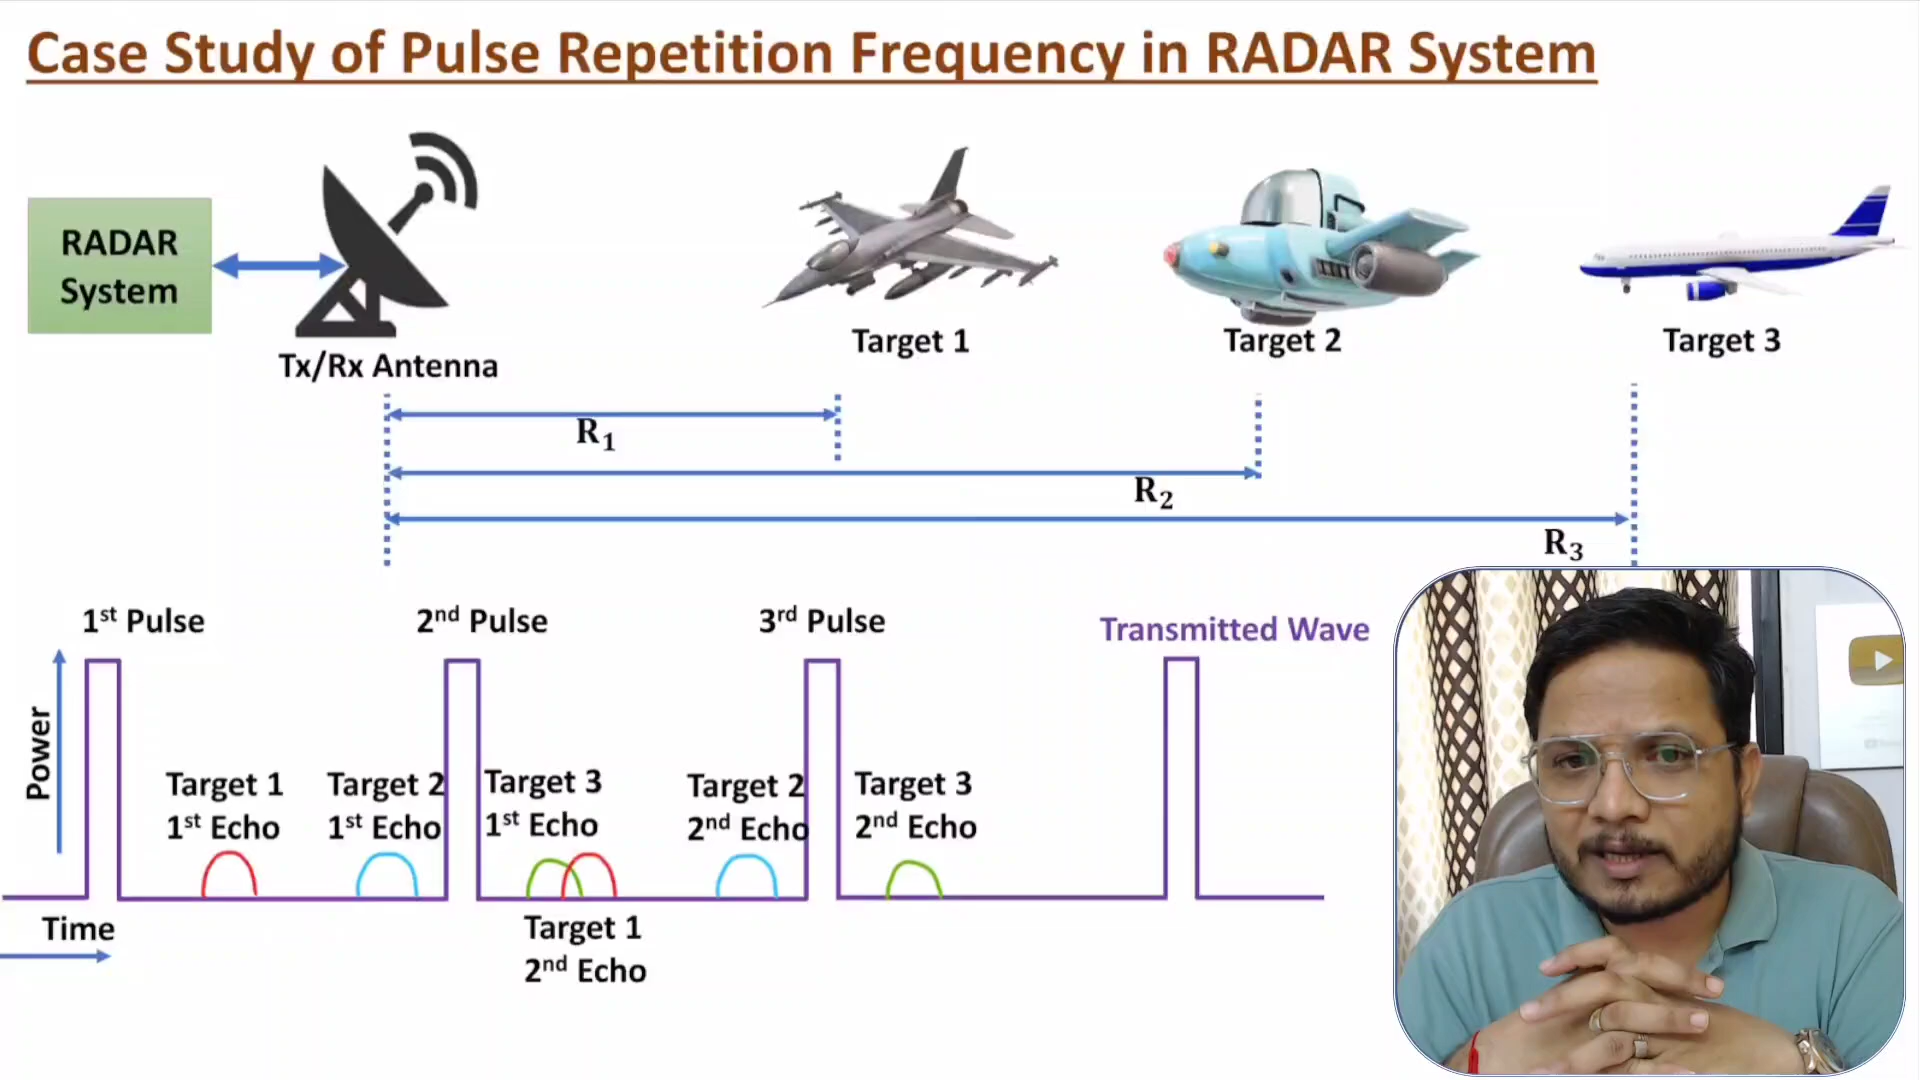 Case Study of Pulse Repetition Frequency in RADAR System
RADAR
System
Tx/Rx Antenna
Target 1
Target 2
Target 3
R₁
R₂
R₃
1st Pulse
2nd Pulse
3rd Pulse
Transmitted Wave
Power
Target 1
1st Echo
Target 2
1st Echo
Target 3
1st Echo
Target 2
2nd Echo
Target 3
2nd Echo
Time
Target 1
2nd Echo